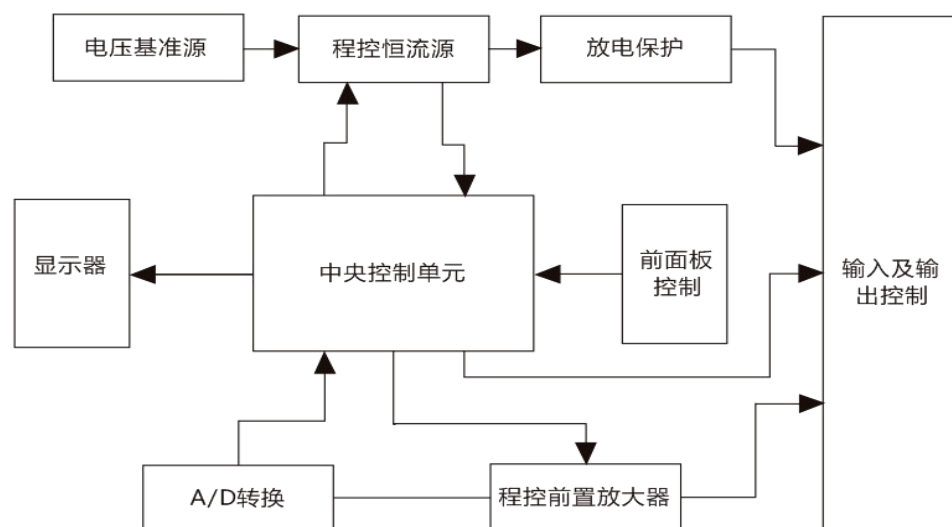 电压基准源
程控恒流源
放电保护
显示器
中央控制单元
前面板
控制
输入及输
出控制
A/D转换
程控前置放大器